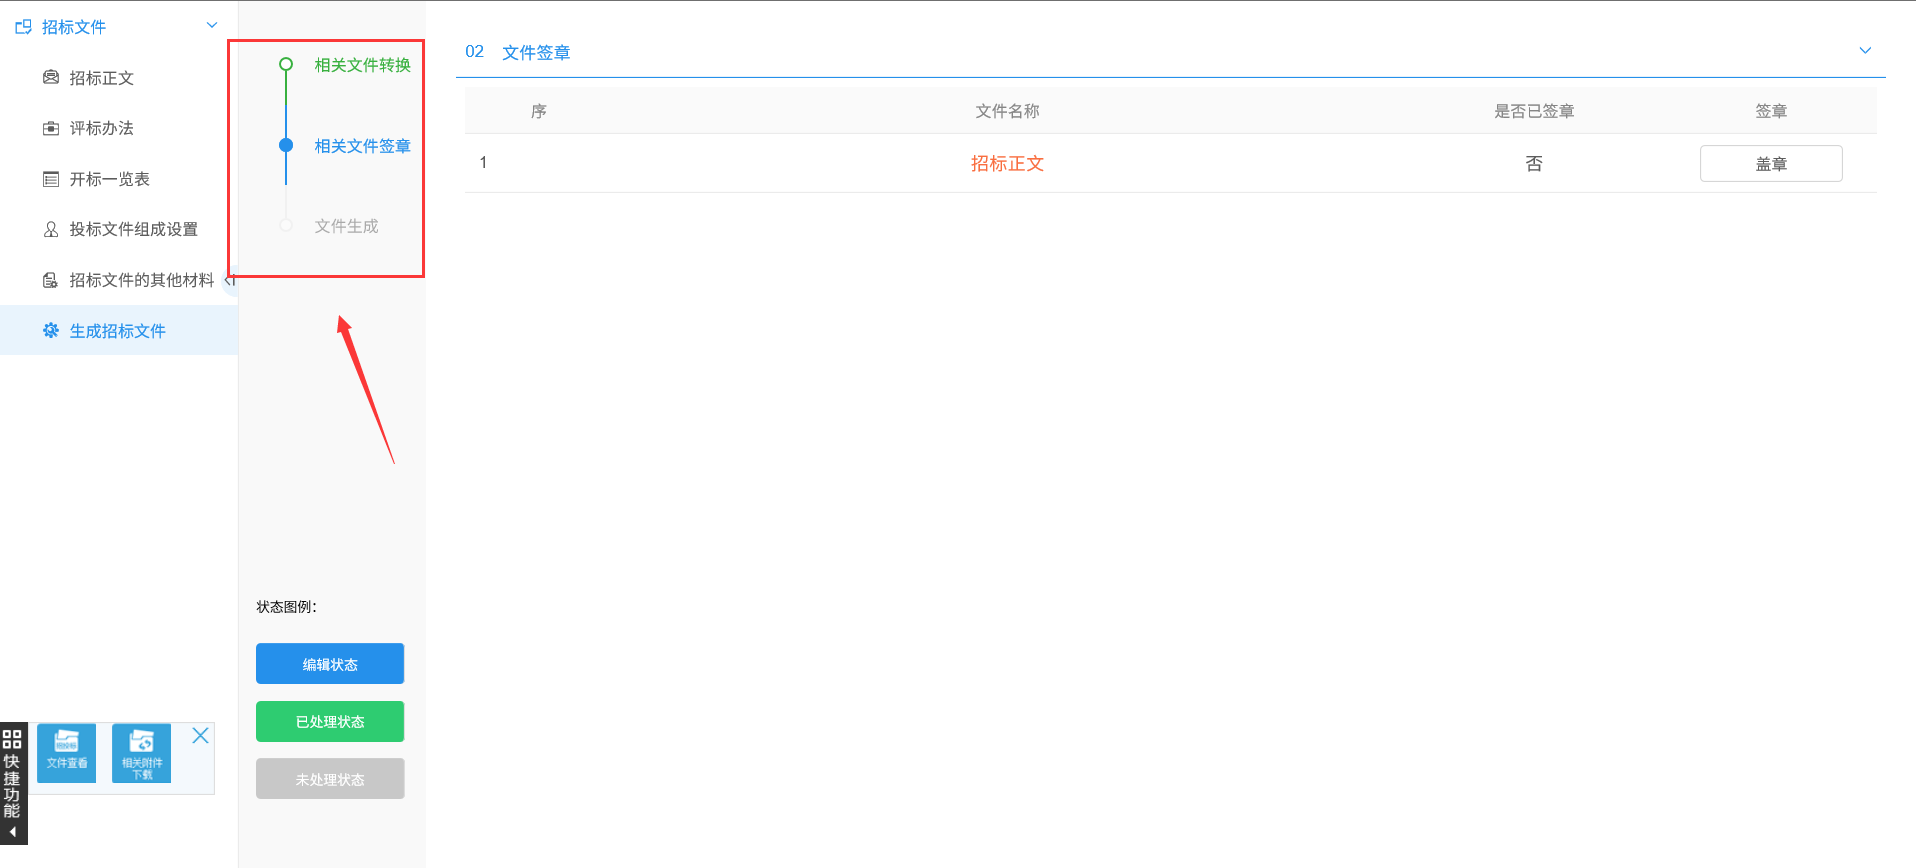 招标文件
招标正文
评标办法
开标一览表
投标文件组成设置
招标文件的其他材料
生成招标文件
相关文件转换
相关文件签章
文件生成
状态图例:
编辑状态
已处理状态
未处理状态
快捷功能
文件查看
相关附件
下载
02 文件签章
序 文件名称 是否已签章 签章
1 招标正文 否 盖章